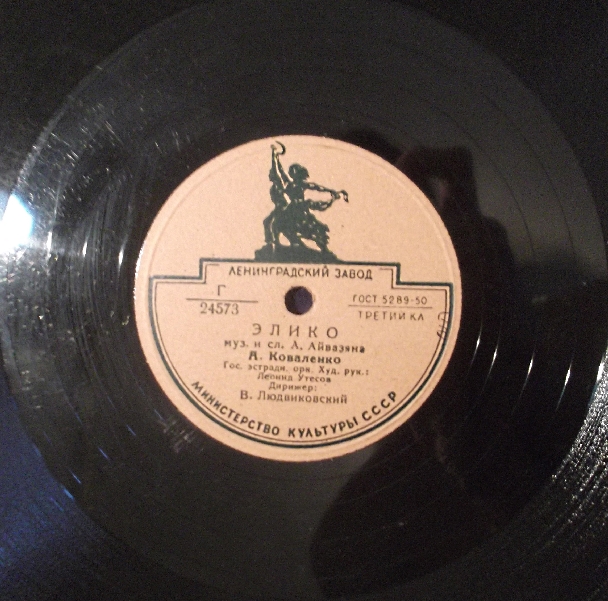 ЛЕНИНГРАДСКИЙ ЗАВОД
Г
24573
ГОСТ 5289-50
ТРЕТИЙ КЛ
ЭЛИКО
муз. и сл. А. Айвазяна
А. Коваленко
Гос. эстрадн. орк. Худ. рук.:
Леонид Утесов
Дирижер:
В. Людвиковский
МИНИСТЕРСТВО КУЛЬТУРЫ СССР